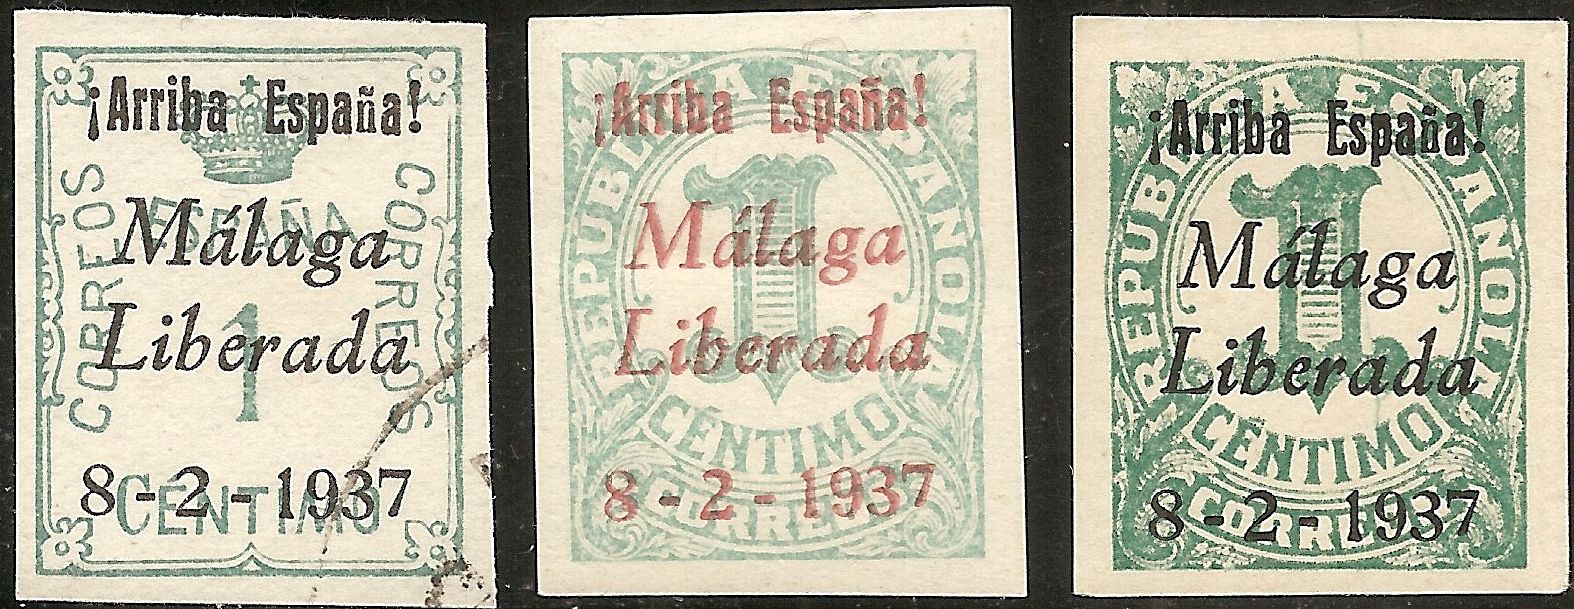 ¡Arriba España!
ESPAÑA
CORREOS
CORREOS
Málaga
1
Liberada
8-2-1937
CÉNTIMO
¡Arriba España!
REPUBLICA ESPAÑOLA
1
Málaga
Liberada
CÉNTIMO
8-2-1937
CORREOS
¡Arriba España!
REPUBLICA ESPAÑOLA
1
Málaga
Liberada
CÉNTIMO
8-2-1937
CORREOS